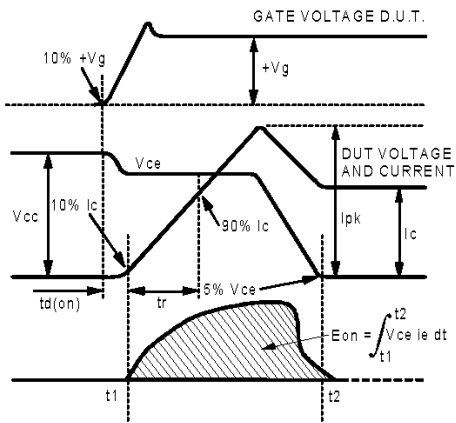 GATE VOLTAGE D.U.T.
10% +Vg
+Vg
Vce
DUT VOLTAGE
AND CURRENT
Vcc
10% Ic
90% Ic
Ipk
Ic
td(on)
tr
5% Vce
t2
Eon = ∫ Vce ie dt
t1
t1
t2